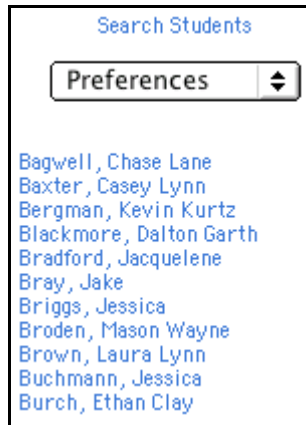 Search Students
Preferences
Bagwell, Chase Lane
Baxter, Casey Lynn
Bergman, Kevin Kurtz
Blackmore, Dalton Garth
Bradford, Jacquelene
Bray, Jake
Briggs, Jessica
Broden, Mason Wayne
Brown, Laura Lynn
Buchmann, Jessica
Burch, Ethan Clay